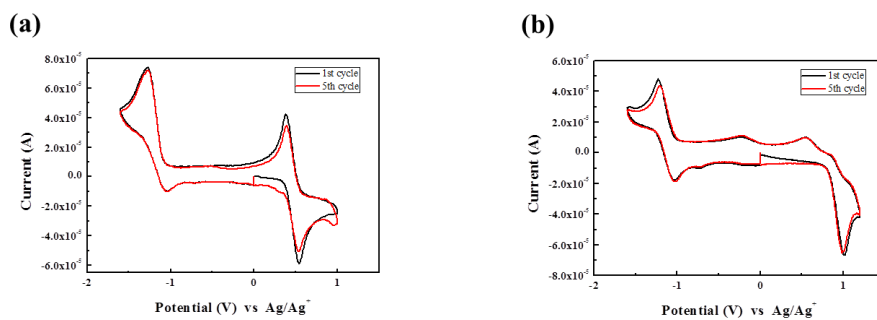 (a)
8.0x10⁻⁵
6.0x10⁻⁵
4.0x10⁻⁵
2.0x10⁻⁵
0.0
-2.0x10⁻⁵
-4.0x10⁻⁵
-6.0x10⁻⁵
Current (A)
1st cycle
5th cycle
-2
-1
0
1
Potential (V) vs Ag/Ag⁺
(b)
6.0x10⁻⁵
4.0x10⁻⁵
2.0x10⁻⁵
0.0
-2.0x10⁻⁵
-4.0x10⁻⁵
-6.0x10⁻⁵
-8.0x10⁻⁵
Current (A)
1st cycle
5th cycle
-2
-1
0
1
Potential (V) vs Ag/Ag⁺